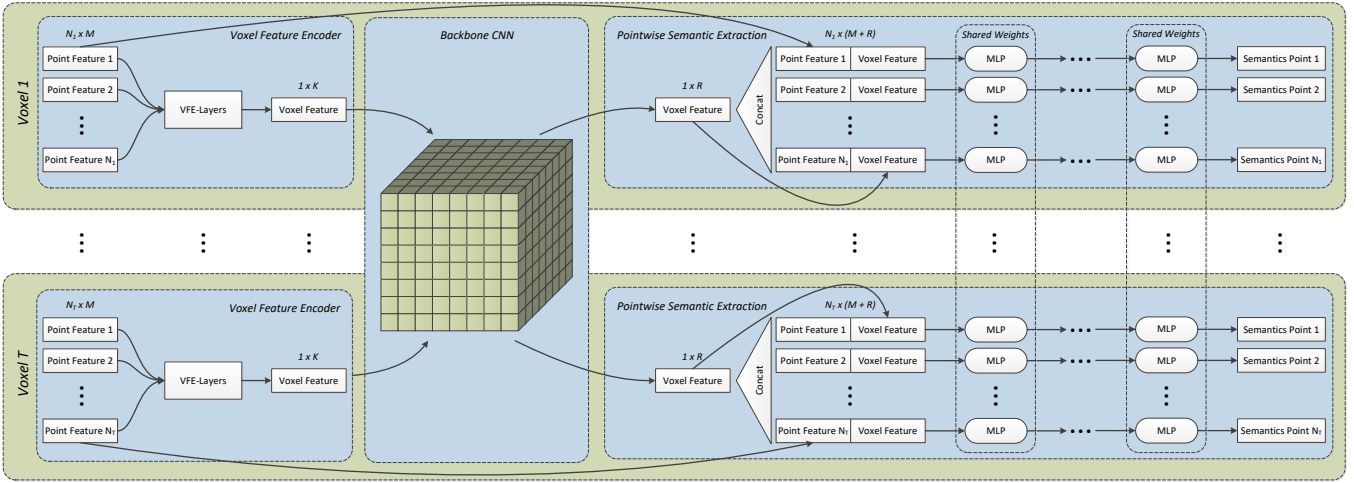 Voxel 1
N₁ x M
Voxel Feature Encoder
Point Feature 1
Point Feature 2
Point Feature N₁
VFE-Layers
1 x K
Voxel Feature
Backbone CNN
Pointwise Semantic Extraction
1 x R
Voxel Feature
Concat
N₁ x (M + R)
Point Feature 1 Voxel Feature
Point Feature 2 Voxel Feature
Point Feature N₁ Voxel Feature
Shared Weights
MLP
MLP
MLP
Shared Weights
MLP
MLP
MLP
Semantics Point 1
Semantics Point 2
Semantics Point N₁
Voxel T
N_T x M
Voxel Feature Encoder
Point Feature 1
Point Feature 2
Point Feature N_T
VFE-Layers
1 x K
Voxel Feature
Pointwise Semantic Extraction
1 x R
Voxel Feature
Concat
N_T x (M + R)
Point Feature 1 Voxel Feature
Point Feature 2 Voxel Feature
Point Feature N_T Voxel Feature
MLP
MLP
MLP
MLP
MLP
MLP
Semantics Point 1
Semantics Point 2
Semantics Point N_T